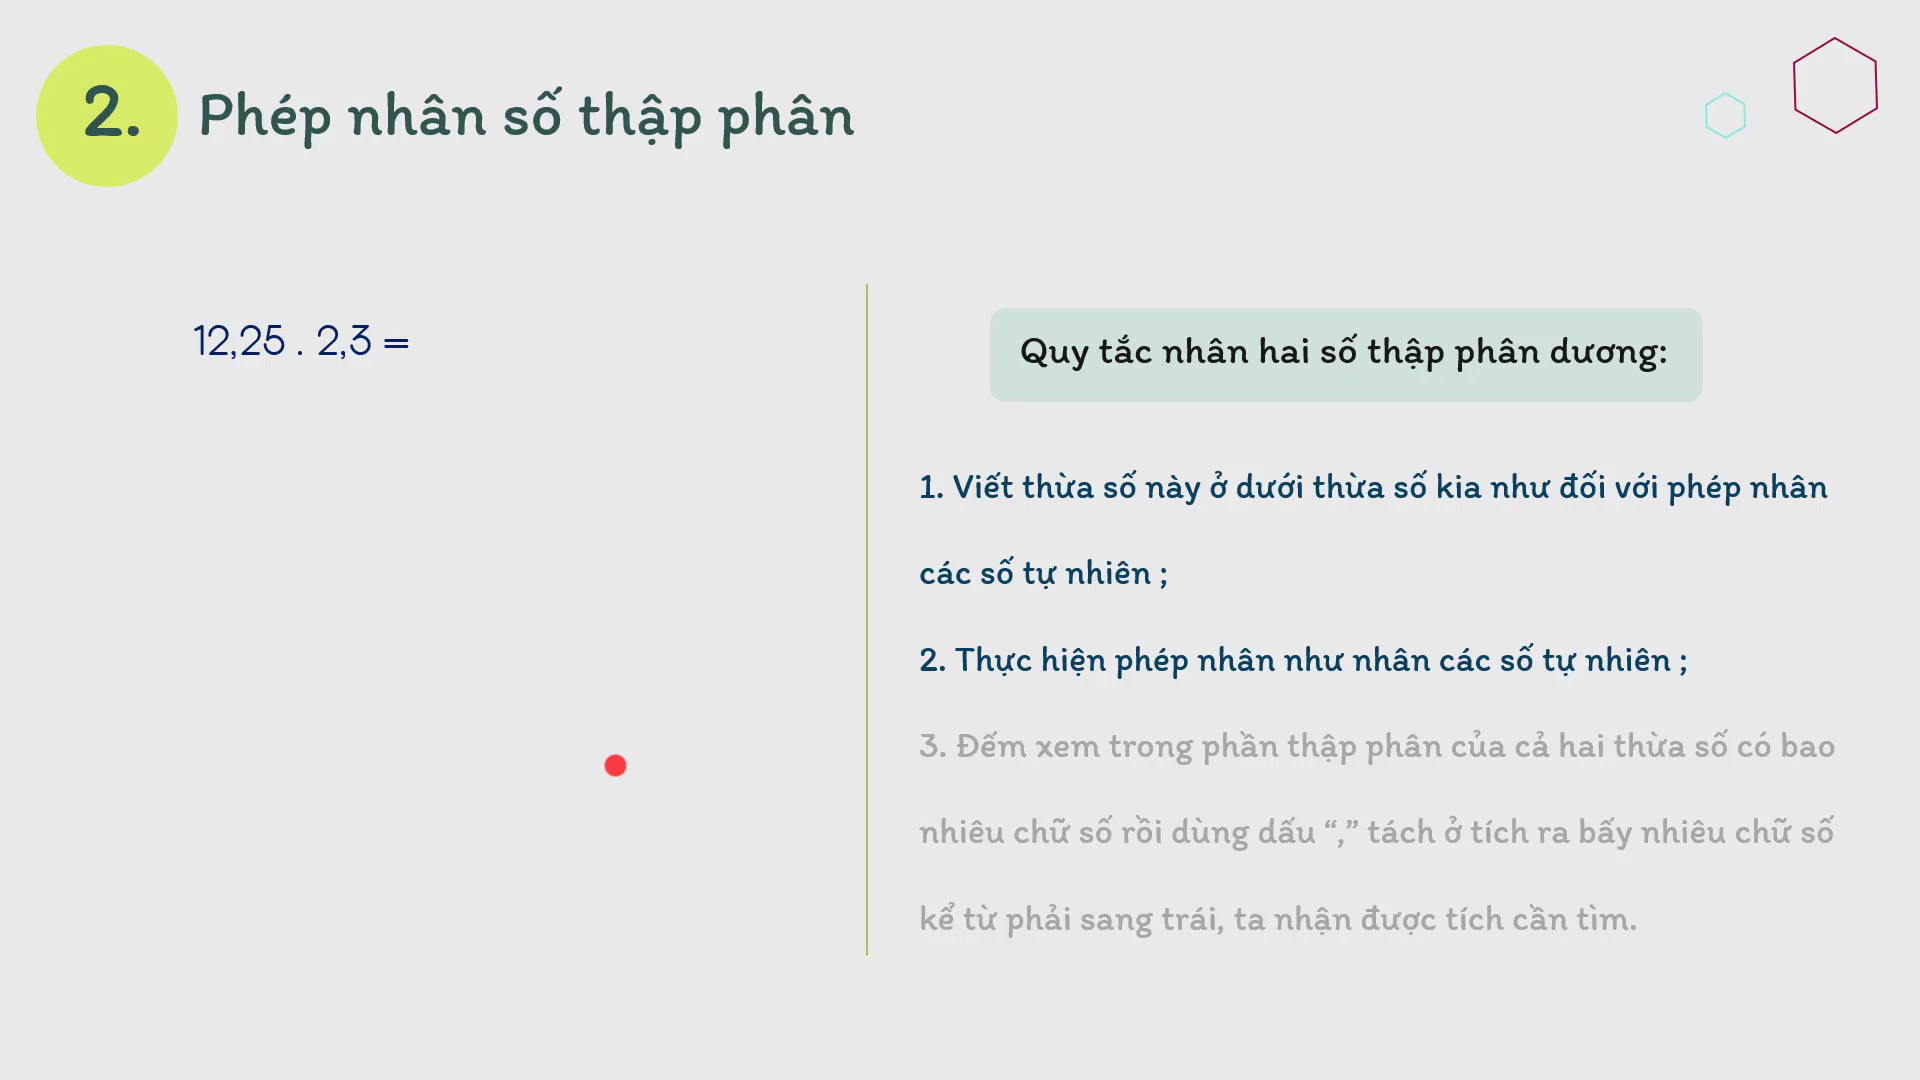 2. Phép nhân số thập phân
12,25 . 2,3 =
Quy tắc nhân hai số thập phân dương:
1. Viết thừa số này ở dưới thừa số kia như đối với phép nhân
các số tự nhiên ;
2. Thực hiện phép nhân như nhân các số tự nhiên ;
3. Đếm xem trong phần thập phân của cả hai thừa số có bao
nhiêu chữ số rồi dùng dấu “,” tách ở tích ra bấy nhiêu chữ số
kể từ phải sang trái, ta nhận được tích cần tìm.